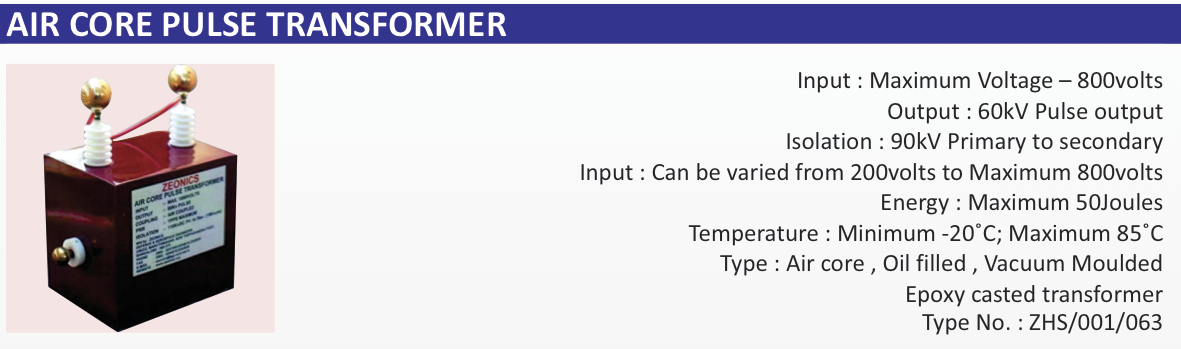 AIR CORE PULSE TRANSFORMER
Input : Maximum Voltage – 800volts
Output : 60kV Pulse output
Isolation : 90kV Primary to secondary
Input : Can be varied from 200volts to Maximum 800volts
Energy : Maximum 50Joules
Temperature : Minimum -20˚C; Maximum 85˚C
Type : Air core , Oil filled , Vacuum Moulded
Epoxy casted transformer
Type No. : ZHS/001/063
ZEONICS
AIR CORE PULSE TRANSFORMER
INPUT
OUTPUT
COUPLING : AIR COUPLED
PRR
ISOLATION